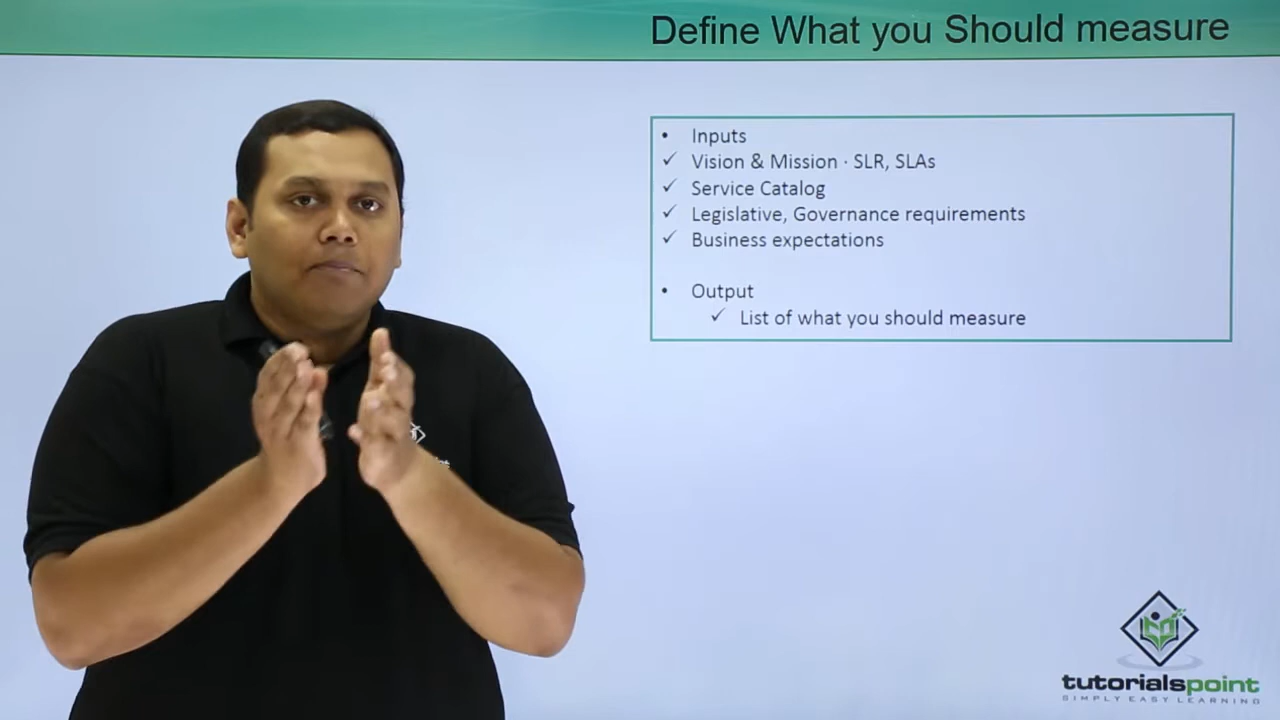 Define What you Should measure
• Inputs
✓ Vision & Mission · SLR, SLAs
✓ Service Catalog
✓ Legislative, Governance requirements
✓ Business expectations
• Output
✓ List of what you should measure
tutorialspoint
SIMPLY EASY LEARNING